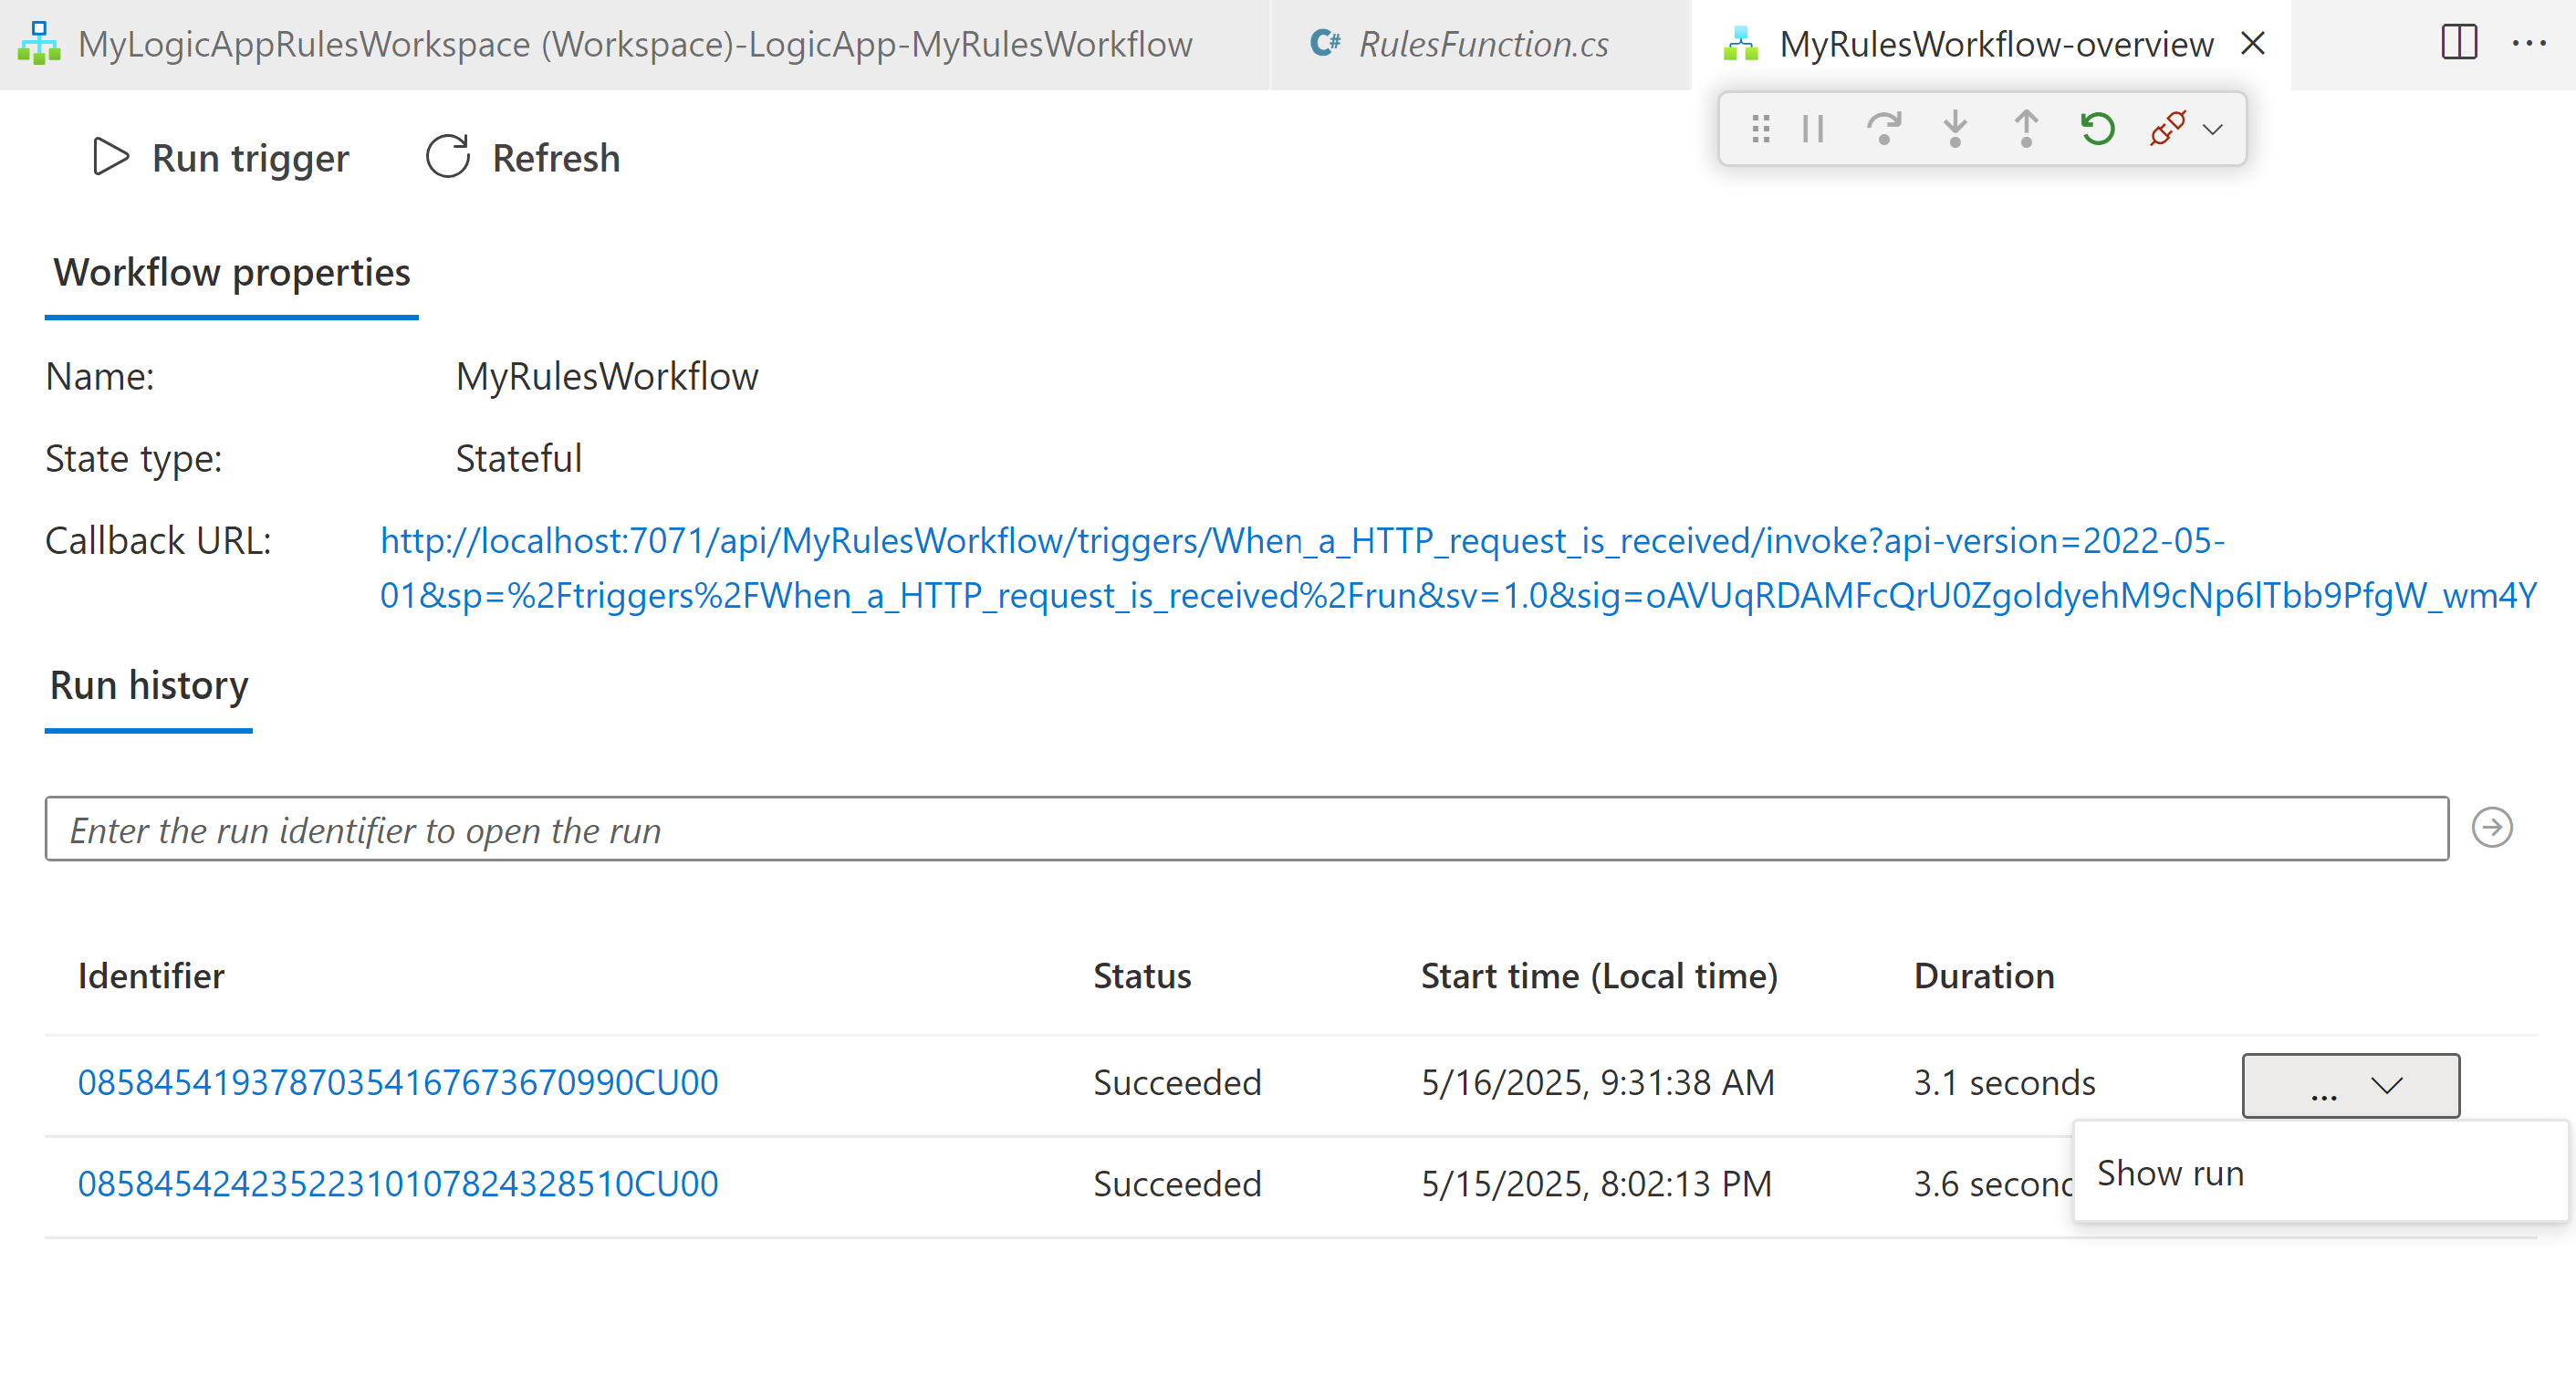 MyLogicAppRulesWorkspace (Workspace)-LogicApp-MyRulesWorkflow
C# RulesFunction.cs
MyRulesWorkflow-overview
Run trigger
Refresh
Workflow properties
Name: MyRulesWorkflow
State type: Stateful
Callback URL: http://localhost:7071/api/MyRulesWorkflow/triggers/When_a_HTTP_request_is_received/invoke?api-version=2022-05-
01&sp=%2Ftriggers%2FWhen_a_HTTP_request_is_received%2Frun&sv=1.0&sig=oAVUqRDAMFcQrU0ZgoIdyehM9cNp6lTbb9PfgW_wm4Y
Run history
Enter the run identifier to open the run
Identifier Status Start time (Local time) Duration
08584541937870354167673670990CU00 Succeeded 5/16/2025, 9:31:38 AM 3.1 seconds ...
08584542423522310107824328510CU00 Succeeded 5/15/2025, 8:02:13 PM 3.6 second
Show run